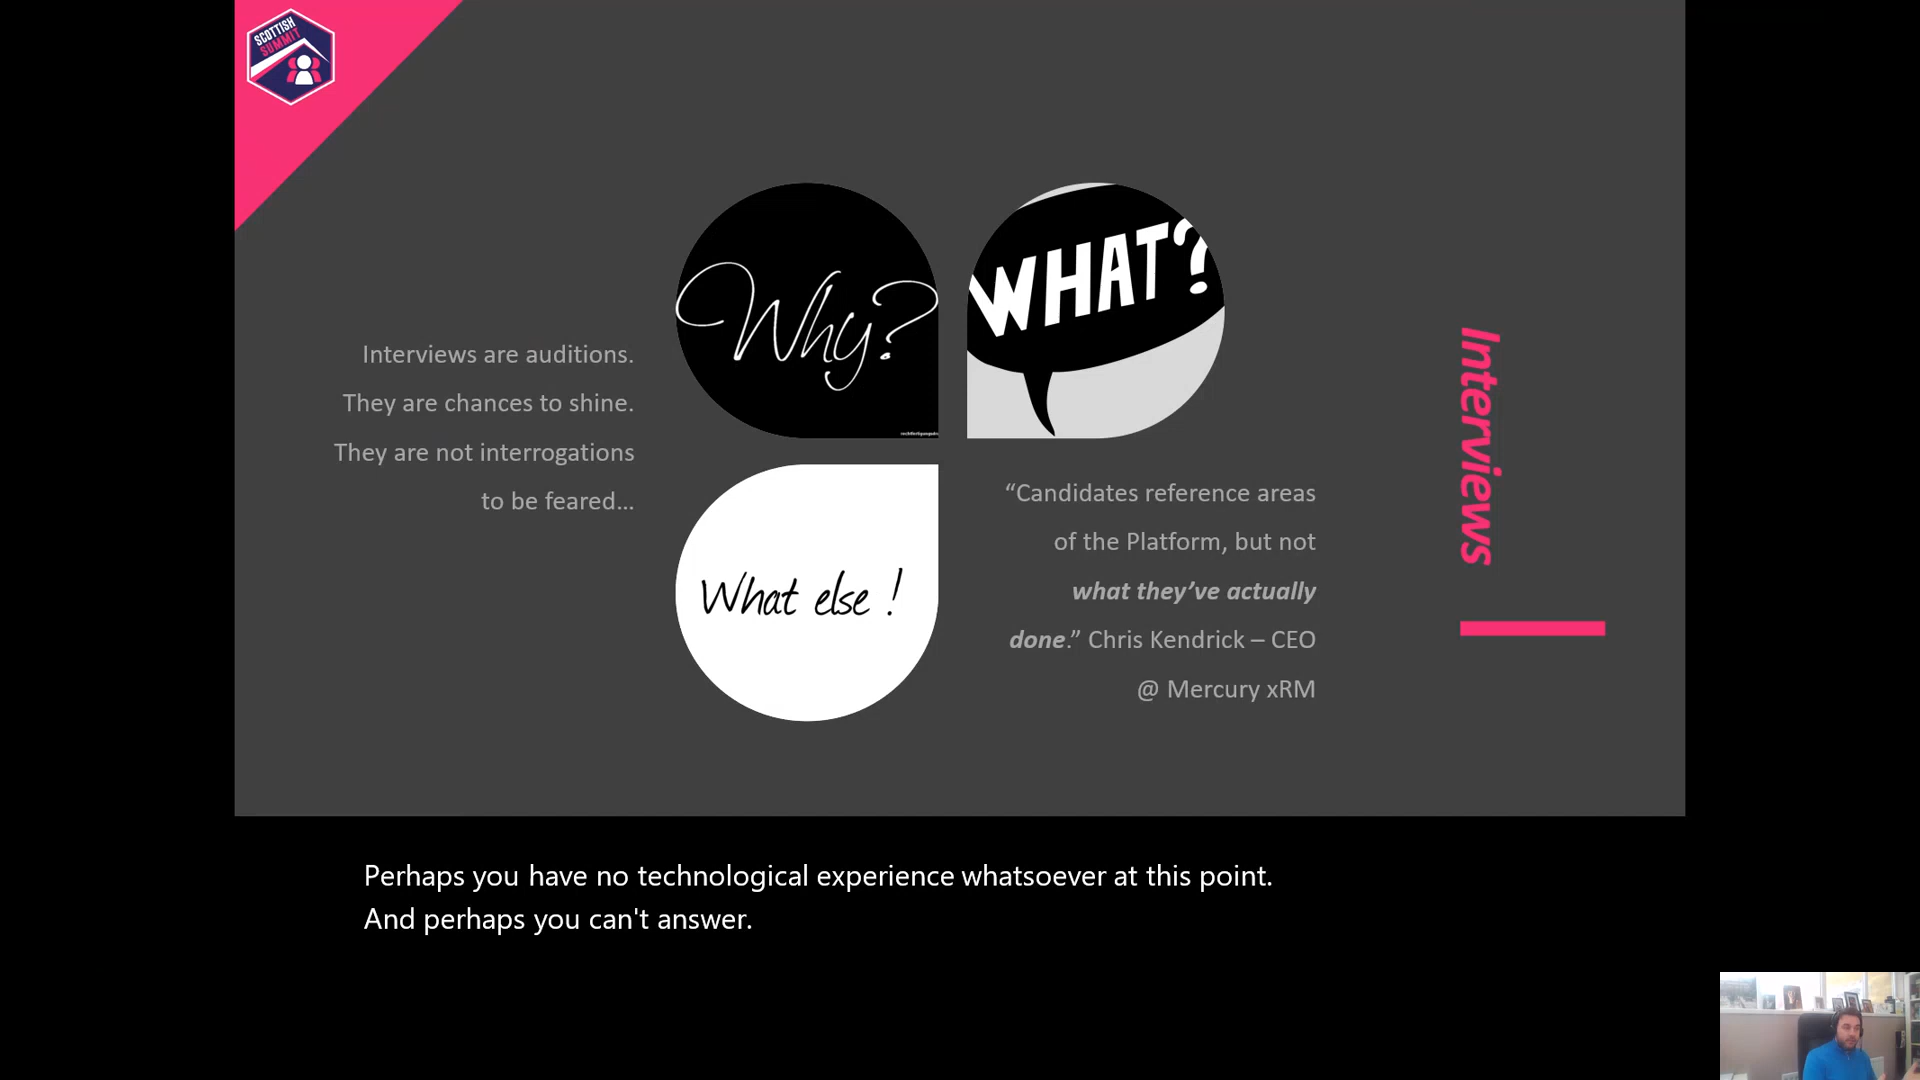 SCOTTISH
SUMMIT
Why?
WHAT?
Interviews are auditions.
They are chances to shine.
They are not interrogations
to be feared...
What else !
“Candidates reference areas
of the Platform, but not
what they’ve actually
done.” Chris Kendrick – CEO
@ Mercury xRM
Interviews
Perhaps you have no technological experience whatsoever at this point.
And perhaps you can't answer.